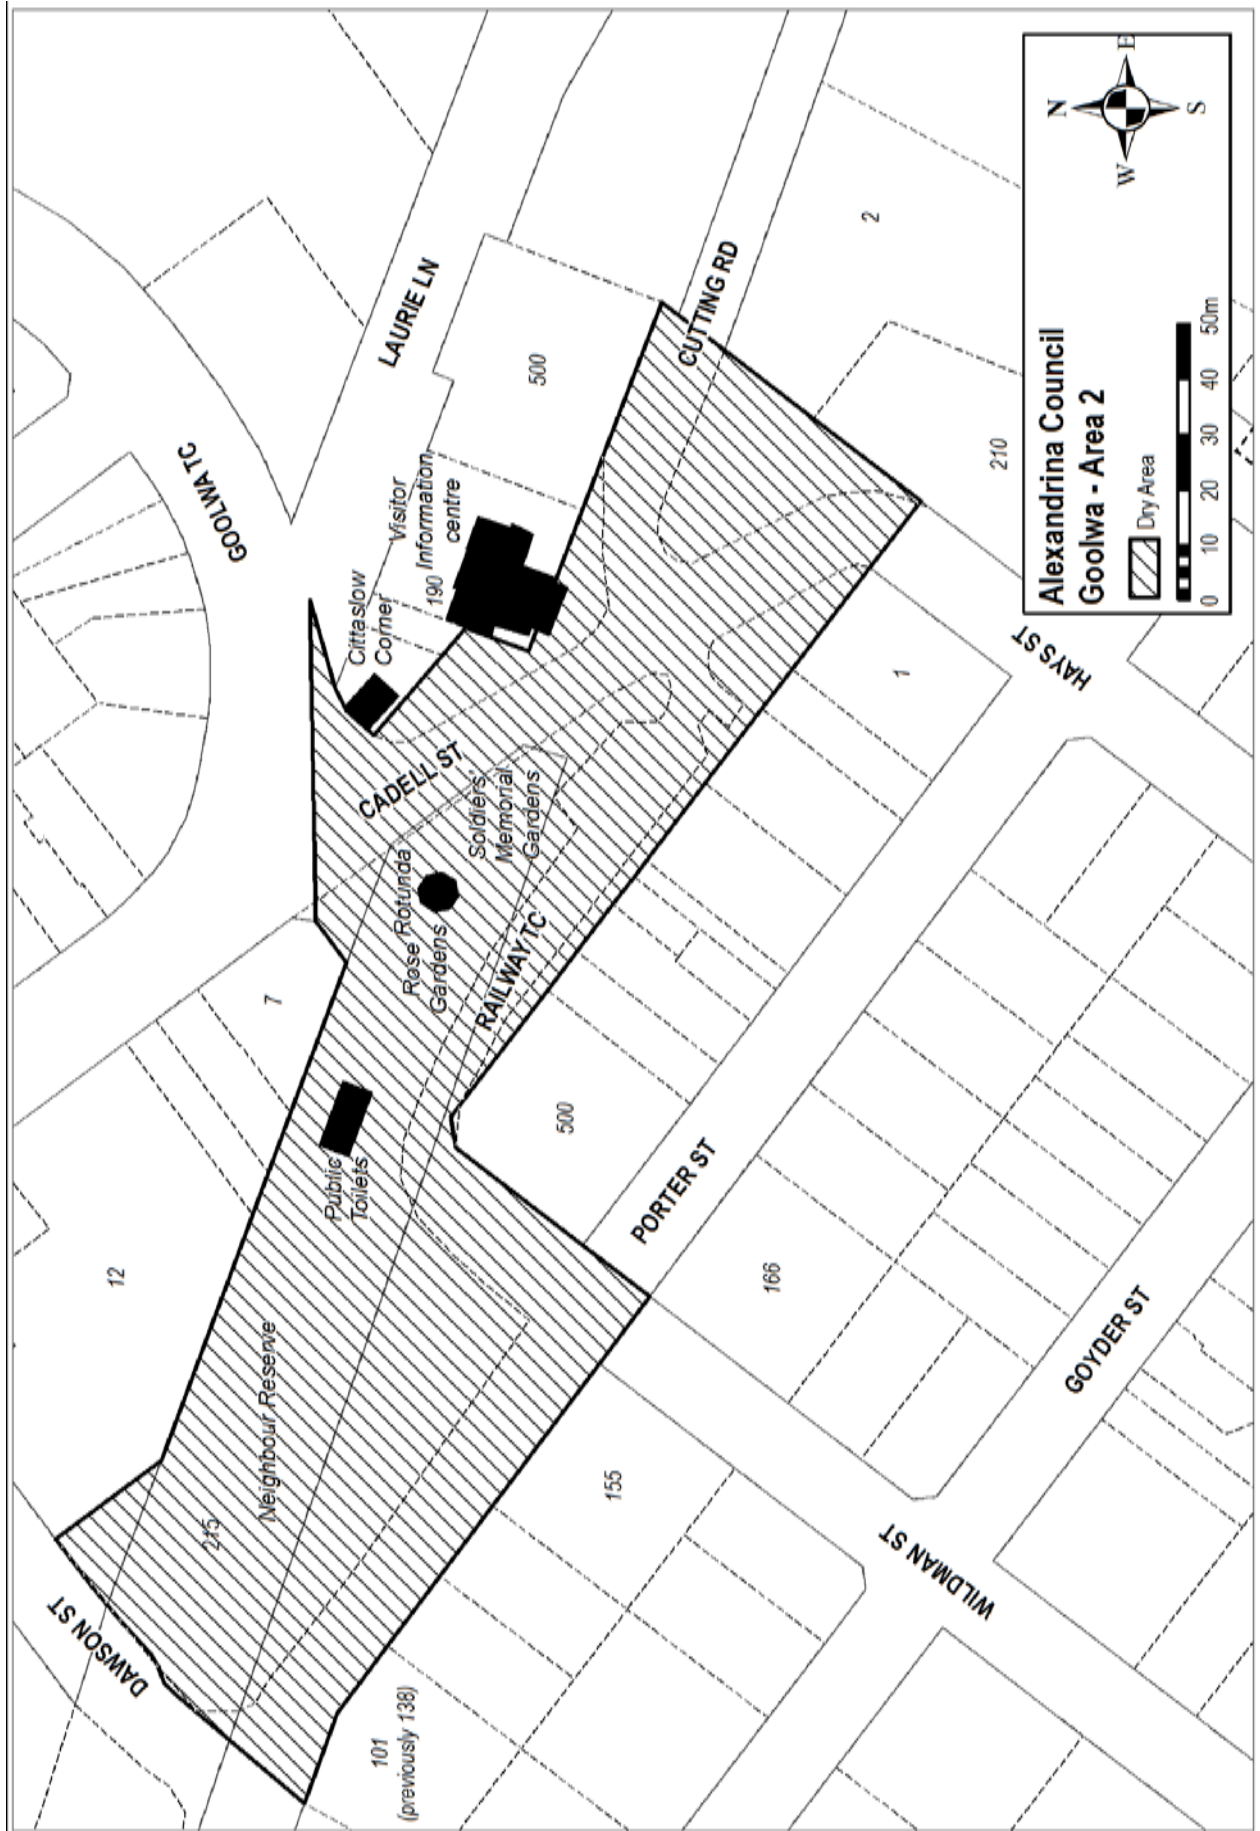 Alexandrina Council
Goolwa - Area 2
Dry Area
0 10 20 30 40 50m
N
E
S
W
DAWSON ST
12
7
GOOLWA TC
LAURIE LN
CUTTING RD
2
215
Neighbour Reserve
Public
Toilets
Rose Rotunda
Gardens
CADELL ST
Cittaslow
Corner
Visitor
190 Information
centre
500
Soldiers'
Memorial
Gardens
RAILWAY TC
101
(previously 138)
155
500
1
210
PORTER ST
166
HAYS ST
WILDMAN ST
GOYDER ST